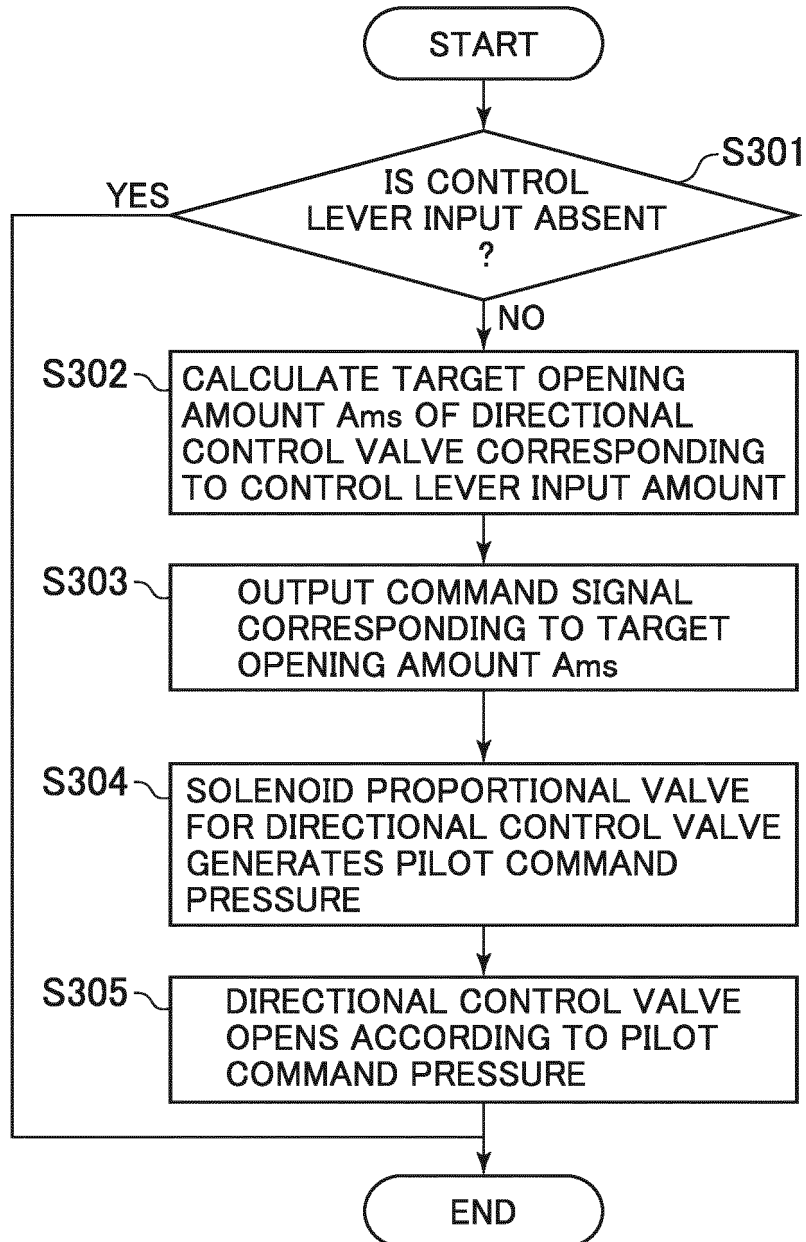 START
S301
IS CONTROL
LEVER INPUT ABSENT
?
YES
NO
S302
CALCULATE TARGET OPENING
AMOUNT Ams OF DIRECTIONAL
CONTROL VALVE CORRESPONDING
TO CONTROL LEVER INPUT AMOUNT
S303
OUTPUT COMMAND SIGNAL
CORRESPONDING TO TARGET
OPENING AMOUNT Ams
S304
SOLENOID PROPORTIONAL VALVE
FOR DIRECTIONAL CONTROL VALVE
GENERATES PILOT COMMAND
PRESSURE
S305
DIRECTIONAL CONTROL VALVE
OPENS ACCORDING TO PILOT
COMMAND PRESSURE
END